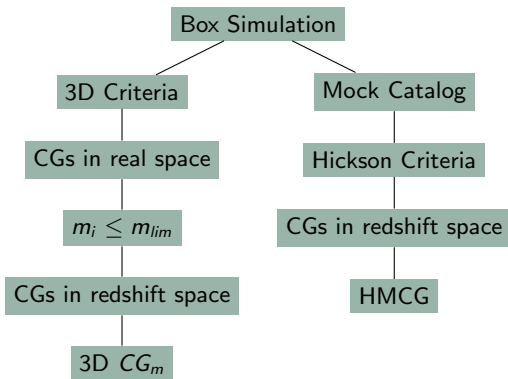 Box Simulation
3D Criteria
Mock Catalog
CGs in real space
Hickson Criteria
m_i ≤ m_lim
CGs in redshift space
CGs in redshift space
HMCG
3D CG_m